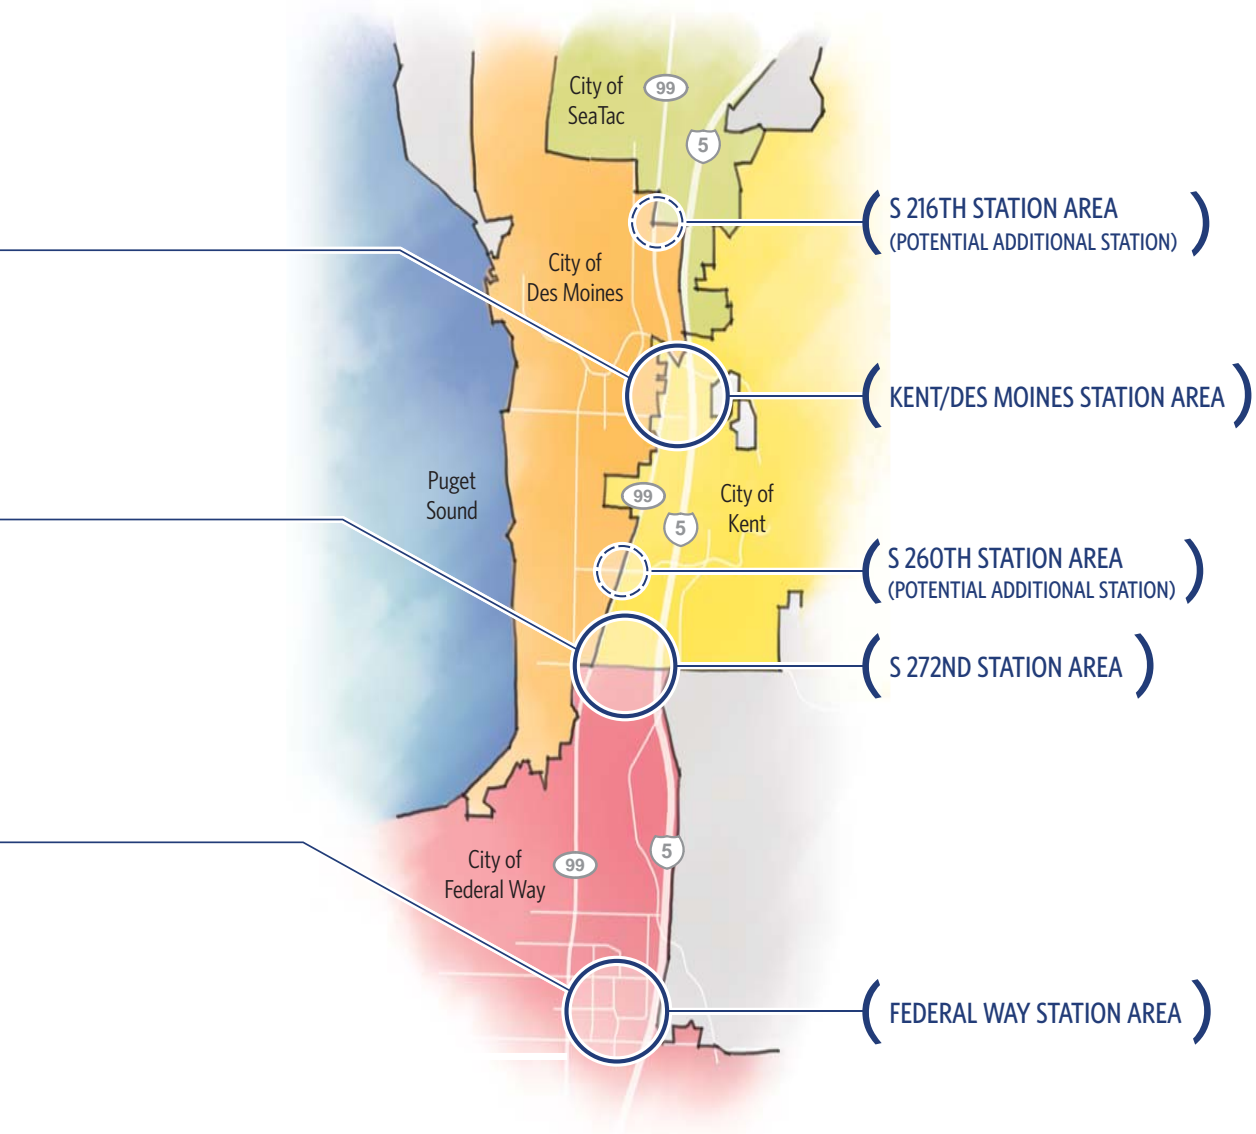 City of
SeaTac
99
5
S 216TH STATION AREA
(POTENTIAL ADDITIONAL STATION)
City of
Des Moines
KENT/DES MOINES STATION AREA
Puget
Sound
99
City of
Kent
5
S 260TH STATION AREA
(POTENTIAL ADDITIONAL STATION)
S 272ND STATION AREA
City of
Federal Way
99
5
FEDERAL WAY STATION AREA